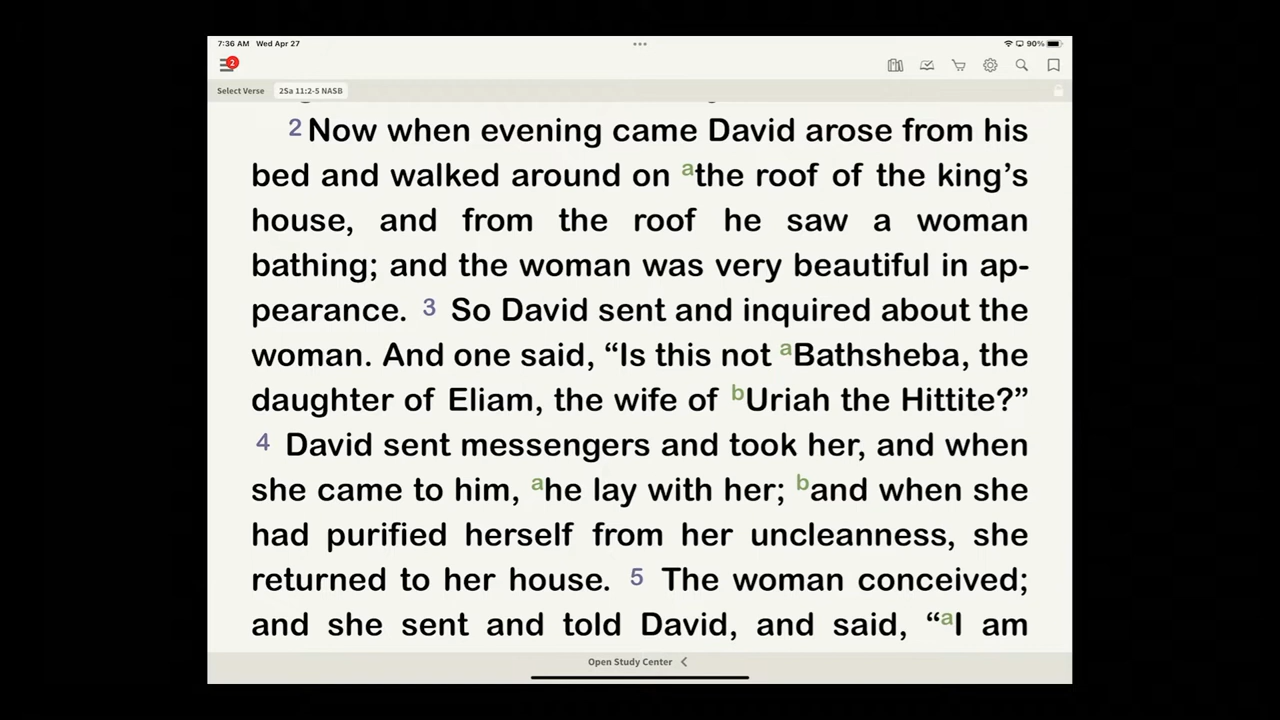 7:36 AM Wed Apr 27
90%
2
Select Verse 2Sa 11:2-5 NASB
2 Now when evening came David arose from his
bed and walked around on athe roof of the king’s
house, and from the roof he saw a woman
bathing; and the woman was very beautiful in ap-
pearance. 3 So David sent and inquired about the
woman. And one said, “Is this not aBathsheba, the
daughter of Eliam, the wife of bUriah the Hittite?”
4 David sent messengers and took her, and when
she came to him, ahe lay with her; band when she
had purified herself from her uncleanness, she
returned to her house. 5 The woman conceived;
and she sent and told David, and said, “aI am
Open Study Center